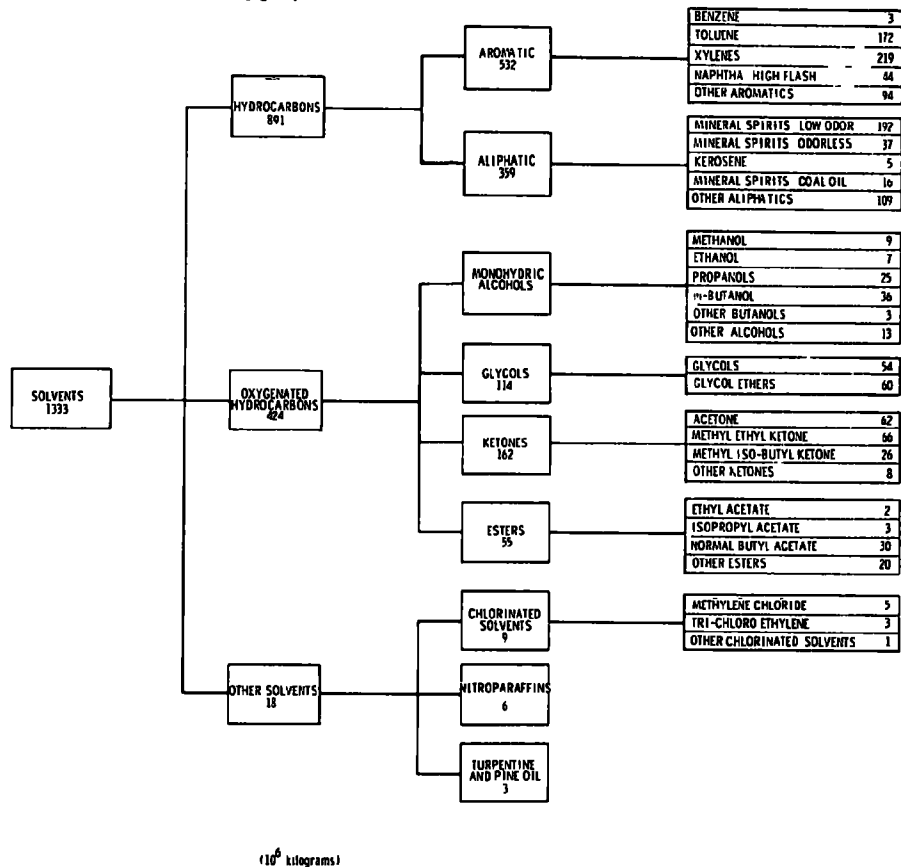 BENZENE 3
TOLUENE 172
XYLENES 219
NAPHTHA HIGH FLASH 44
OTHER AROMATICS 94
AROMATIC
532
HYDROCARBONS
891
MINERAL SPIRITS LOW ODOR 192
MINERAL SPIRITS ODORLESS 37
KEROSENE 5
MINERAL SPIRITS COAL OIL 16
OTHER ALIPHATICS 109
ALIPHATIC
359
METHANOL 9
ETHANOL 7
PROPANOLS 25
-BUTANOL 36
OTHER BUTANOLS 3
OTHER ALCOHOLS 13
MONOHYDRIC
ALCOHOLS
GLYCOLS
114
GLYCOLS 54
GLYCOL ETHERS 60
SOLVENTS
1333
OXYGENATED
HYDROCARBONS
424
ACETONE 62
METHYL ETHYL KETONE 66
METHYL ISO-BUTYL KETONE 26
OTHER KETONES 8
KETONES
162
ESTERS
55
ETHYL ACETATE 2
ISOPROPYL ACETATE 3
NORMAL BUTYL ACETATE 30
OTHER ESTERS 20
CHLORINATED
SOLVENTS
9
METHYLENE CHLORIDE 5
TRI-CHLORO ETHYLENE 3
OTHER CHLORINATED SOLVENTS 1
OTHER SOLVENTS
18
NITROPARAFFINS
6
TURPENTINE
AND PINE OIL
3
(10⁶ kilograms)